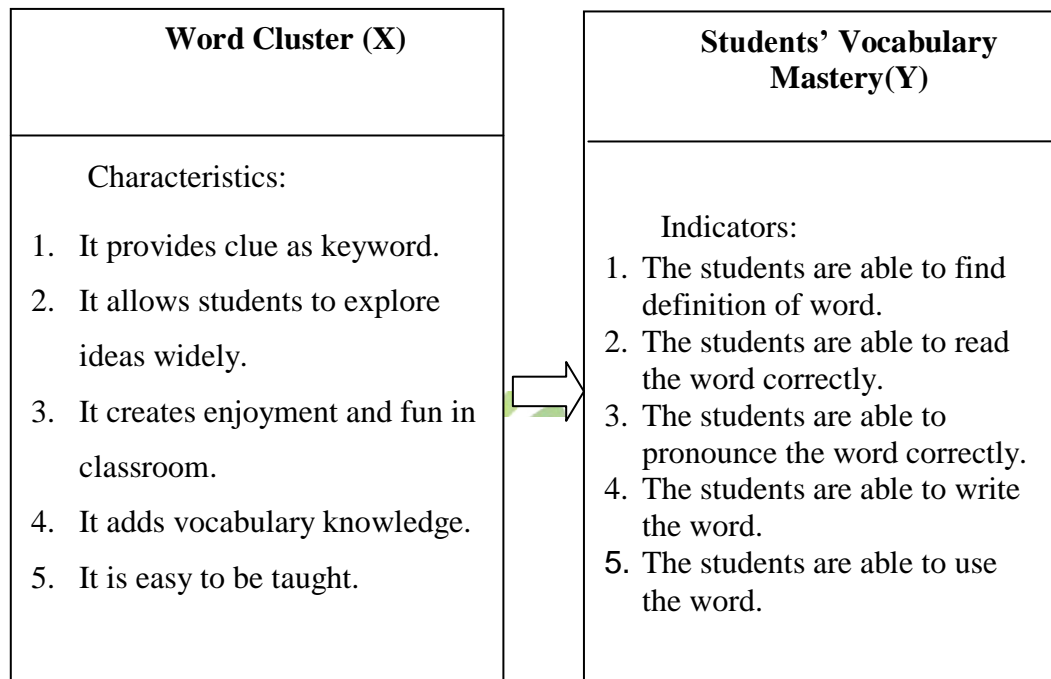 Word Cluster (X)
Characteristics:
1. It provides clue as keyword.
2. It allows students to explore
ideas widely.
3. It creates enjoyment and fun in
classroom.
4. It adds vocabulary knowledge.
5. It is easy to be taught.
Students’ Vocabulary
Mastery(Y)
Indicators:
1. The students are able to find
definition of word.
2. The students are able to read
the word correctly.
3. The students are able to
pronounce the word correctly.
4. The students are able to write
the word.
5. The students are able to use
the word.